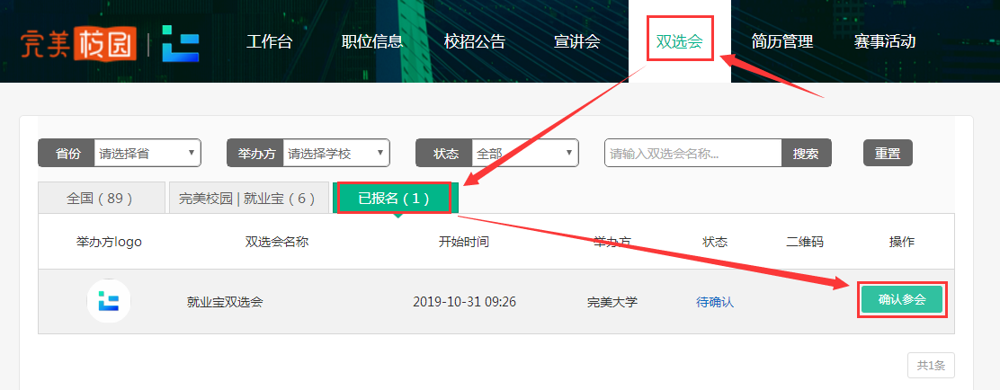 完美校园 工作台 职位信息 校招公告 宣讲会 双选会 简历管理 赛事活动
省份 请选择省 举办方 请选择学校 状态 全部 请输入双选会名称... 搜索 重置
全国（89） 完美校园 | 就业宝（6） 已报名（1）
举办方logo 双选会名称 开始时间 举办方 状态 二维码 操作
就业宝双选会 2019-10-31 09:26 完美大学 待确认 确认参会
共1条